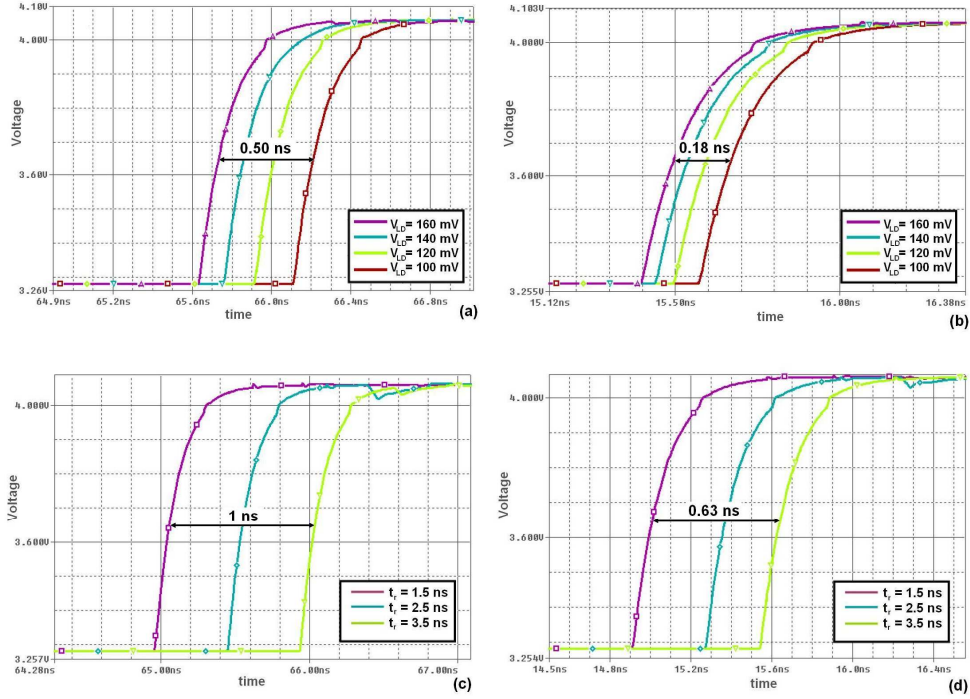 4.10V
4.00V
3.60V
3.26V
Voltage
0.50 ns
V_LD= 160 mV
V_LD= 140 mV
V_LD= 120 mV
V_LD= 100 mV
64.9ns 65.2ns 65.6ns 66.0ns 66.4ns 66.8ns
time
(a)
4.103V
4.000V
3.600V
3.255V
Voltage
0.18 ns
V_LD= 160 mV
V_LD= 140 mV
V_LD= 120 mV
V_LD= 100 mV
15.12ns 15.50ns 16.00ns 16.38ns
time
(b)
4.000V
3.600V
3.257V
Voltage
1 ns
t_r = 1.5 ns
t_r = 2.5 ns
t_r = 3.5 ns
64.28ns 65.00ns 66.00ns 67.00ns
time
(c)
4.000V
3.600V
3.254V
Voltage
0.63 ns
t_r = 1.5 ns
t_r = 2.5 ns
t_r = 3.5 ns
14.5ns 14.8ns 15.2ns 15.6ns 16.0ns 16.4ns
time
(d)